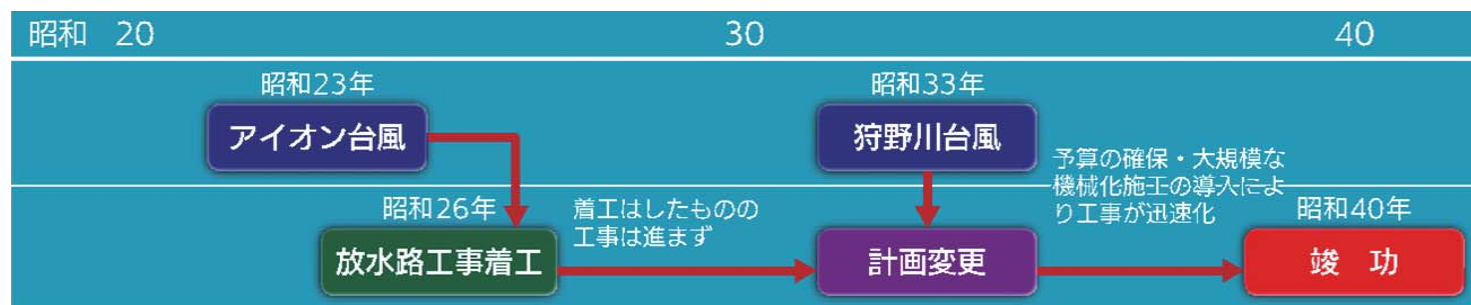 昭和 20 30 40
昭和23年
アイオン台風
昭和33年
狩野川台風
昭和26年
放水路工事着工
着工はしたものの
工事は進まず
計画変更
予算の確保・大規模な
機械化施工の導入によ
り工事が迅速化
昭和40年
竣 功